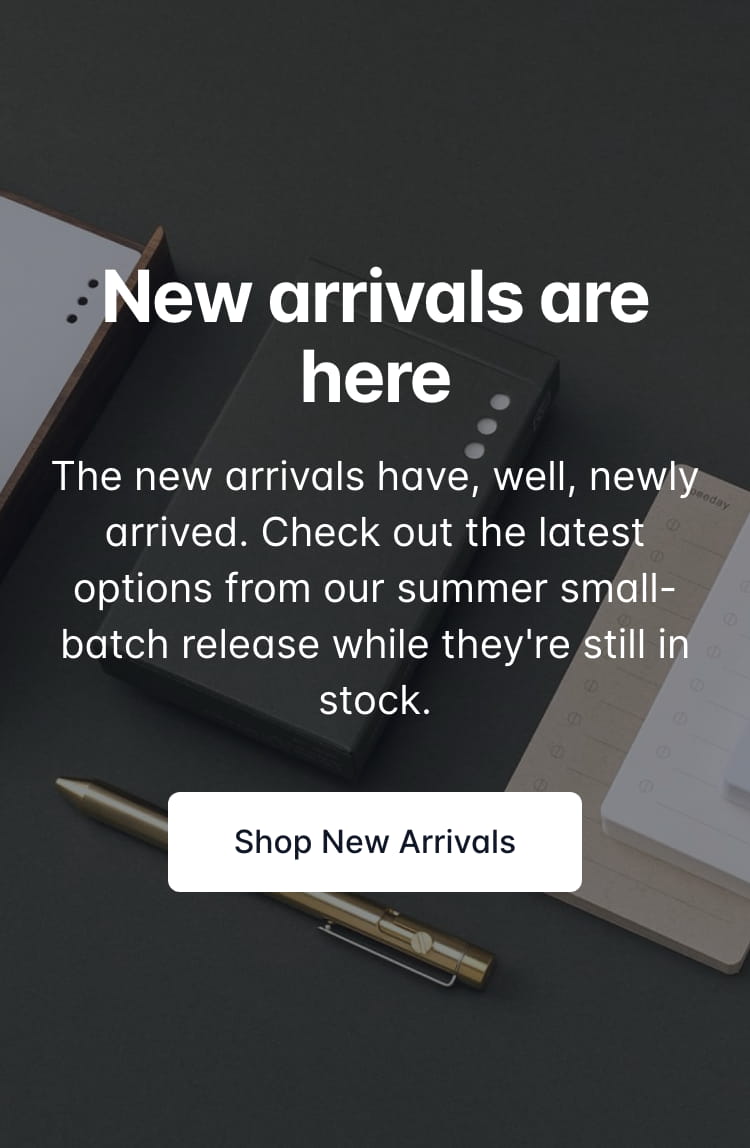 New arrivals are
here
The new arrivals have, well, newly
arrived. Check out the latest
options from our summer small-
batch release while they're still in
stock.
Shop New Arrivals